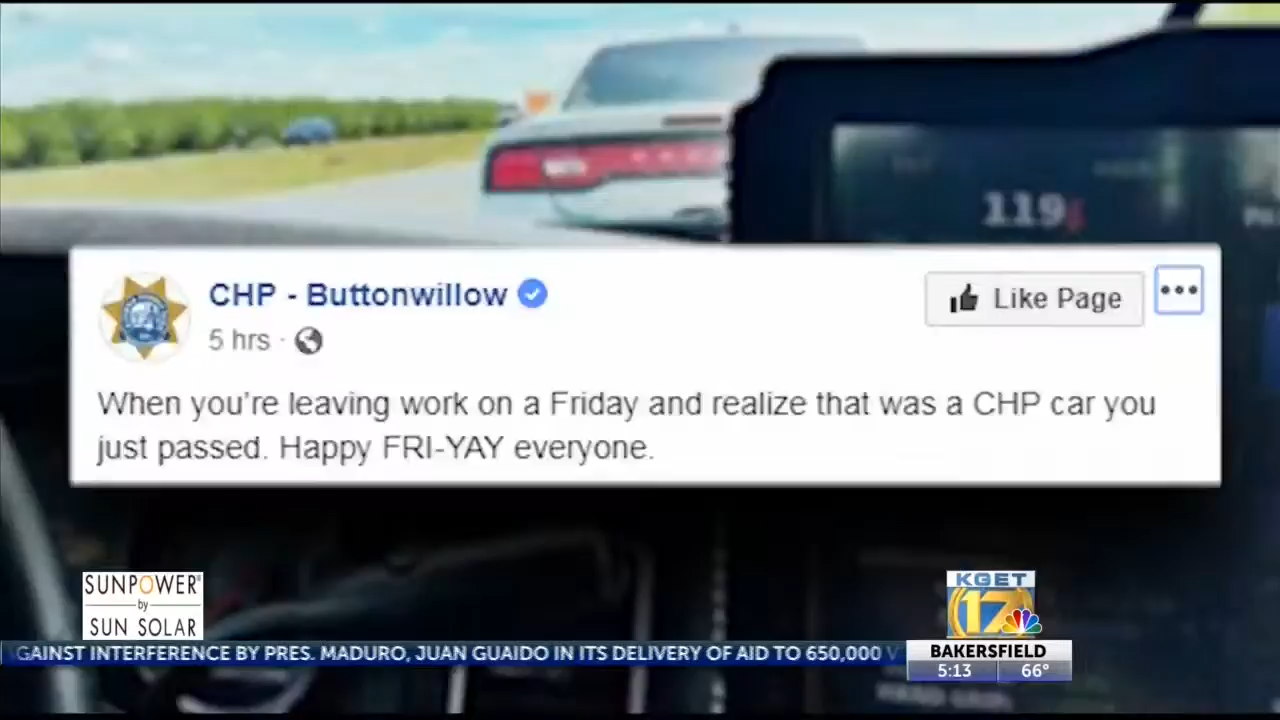 119
CHP - Buttonwillow
Like Page
5 hrs
When you're leaving work on a Friday and realize that was a CHP car you
just passed. Happy FRI-YAY everyone.
SUNPOWER®
by
SUN SOLAR
KGET
17
GAINST INTERFERENCE BY PRES. MADURO, JUAN GUAIDO IN ITS DELIVERY OF AID TO 650,000 V
BAKERSFIELD
5:13 66°